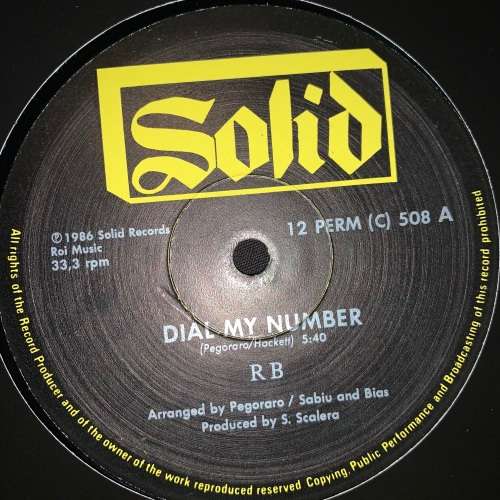 Solid
℗ 1986 Solid Records
Roi Music
33,3 rpm
12 PERM (C) 508 A
DIAL MY NUMBER
(Pegoraro/Hackett) 5:40
R B
Arranged by Pegoraro / Sabiu and Bias
Produced by S. Scalera
All rights of the Record Producer and of the owner of the work reproduced reserved Copying, Public Performance and Broadcasting of this record prohibited